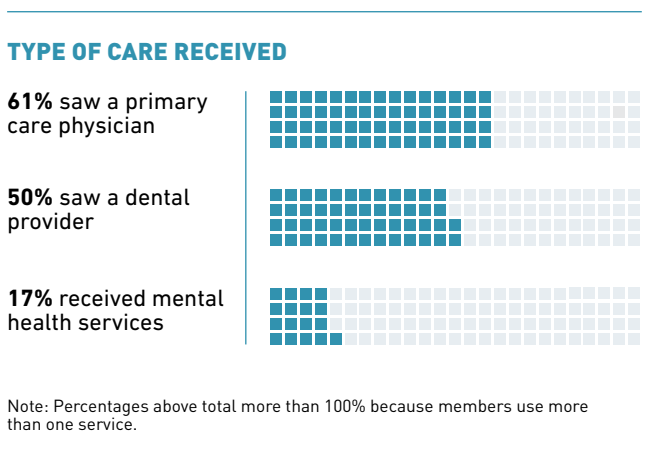 TYPE OF CARE RECEIVED
61% saw a primary
care physician
50% saw a dental
provider
17% received mental
health services
Note: Percentages above total more than 100% because members use more
than one service.